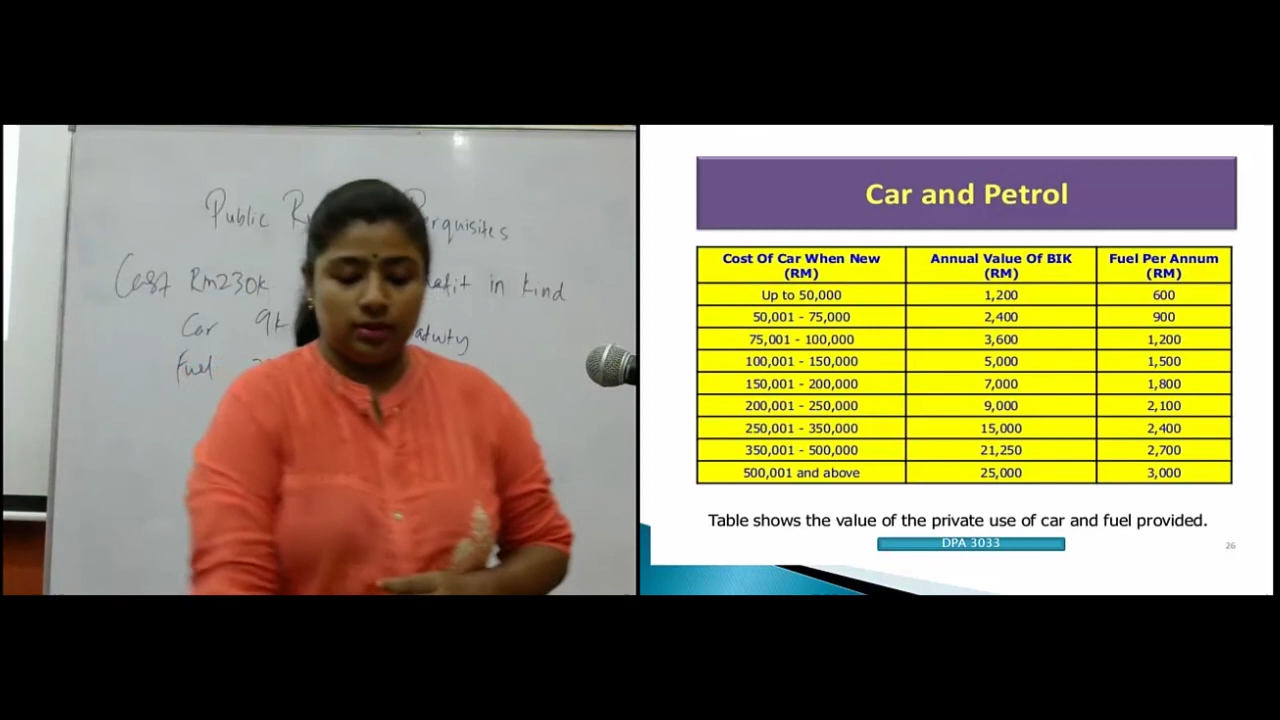 Public Perquisites
Cost Rm230k in kind
Car 9k
Fuel
Car and Petrol
Cost Of Car When New (RM) Annual Value Of BIK (RM) Fuel Per Annum (RM)
Up to 50,000 1,200 600
50,001 - 75,000 2,400 900
75,001 - 100,000 3,600 1,200
100,001 - 150,000 5,000 1,500
150,001 - 200,000 7,000 1,800
200,001 - 250,000 9,000 2,100
250,001 - 350,000 15,000 2,400
350,001 - 500,000 21,250 2,700
500,001 and above 25,000 3,000
Table shows the value of the private use of car and fuel provided.
DPA 3033
26